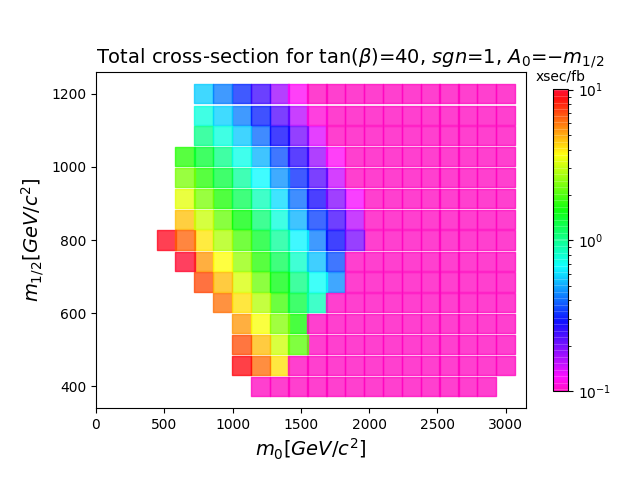 Total cross-section for tan(β)=40, sgn=1, A₀=−m₁/₂
xsec/fb
10¹
10⁰
10⁻¹
1200
1000
800
600
400
m₁/₂[GeV/c²]
0 500 1000 1500 2000 2500 3000
m₀[GeV/c²]